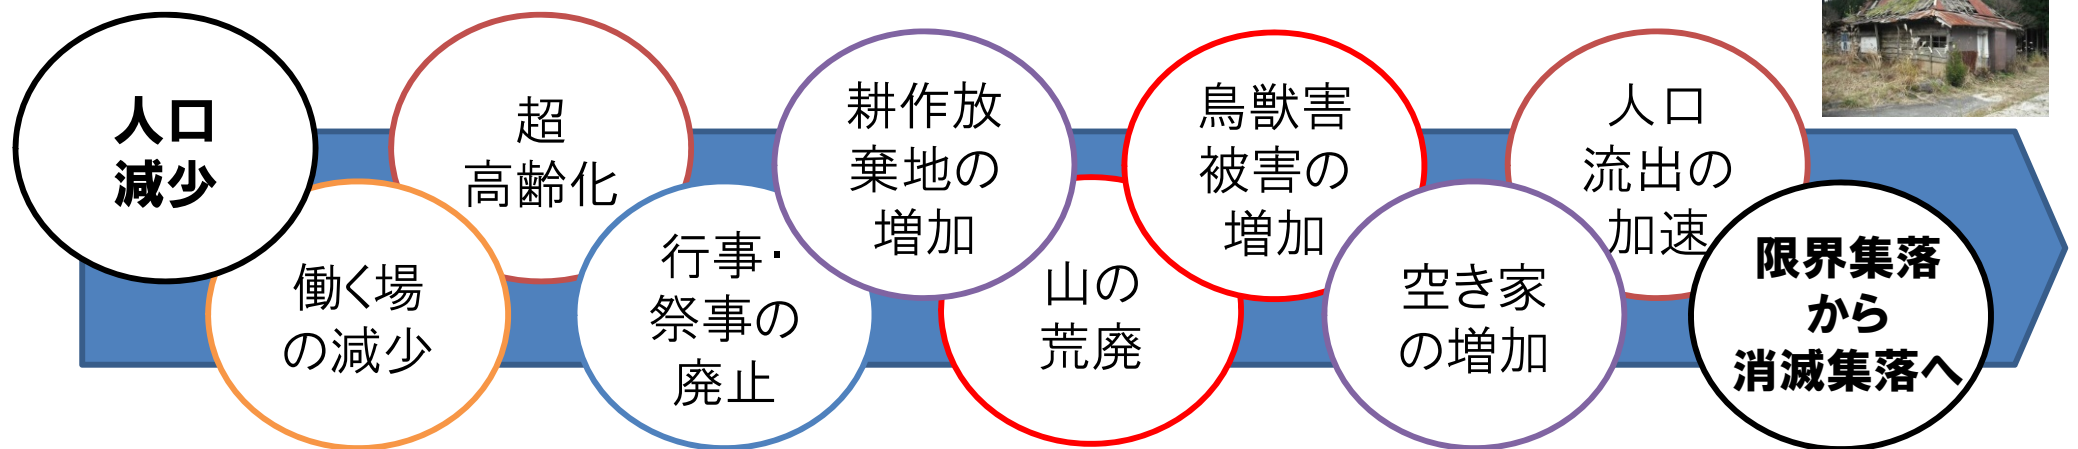 人口
減少
働く場
の減少
超
高齢化
行事・
祭事の
廃止
耕作放
棄地の
増加
山の
荒廃
鳥獣害
被害の
増加
空き家
の増加
人口
流出の
加速
限界集落
から
消滅集落へ